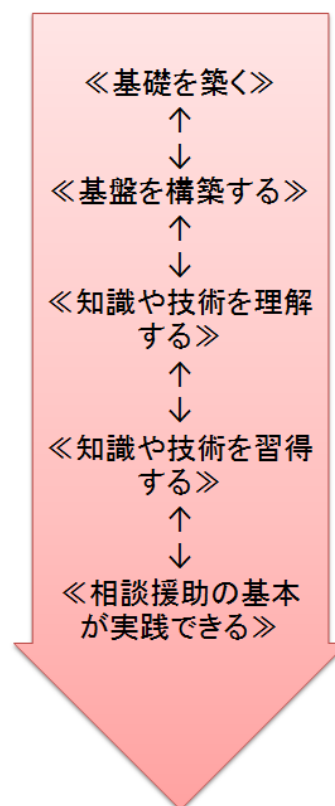 ≪基礎を築く≫
↑
↓
≪基盤を構築する≫
↑
↓
≪知識や技術を理解
する≫
↑
↓
≪知識や技術を習得
する≫
↑
↓
≪相談援助の基本
が実践できる≫